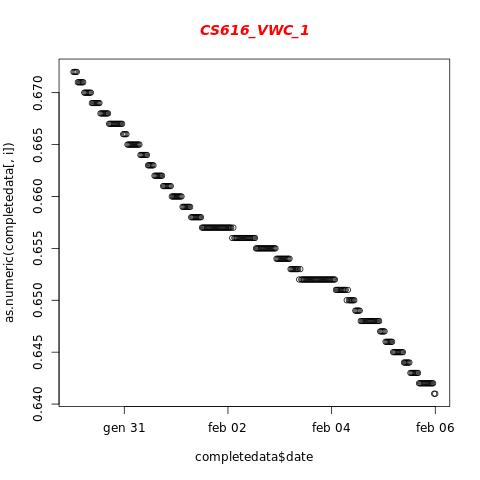 CS616_VWC_1
as.numeric(completedata[, i])
0.670
0.665
0.660
0.655
0.650
0.645
0.640
gen 31 feb 02 feb 04 feb 06
completedata$date